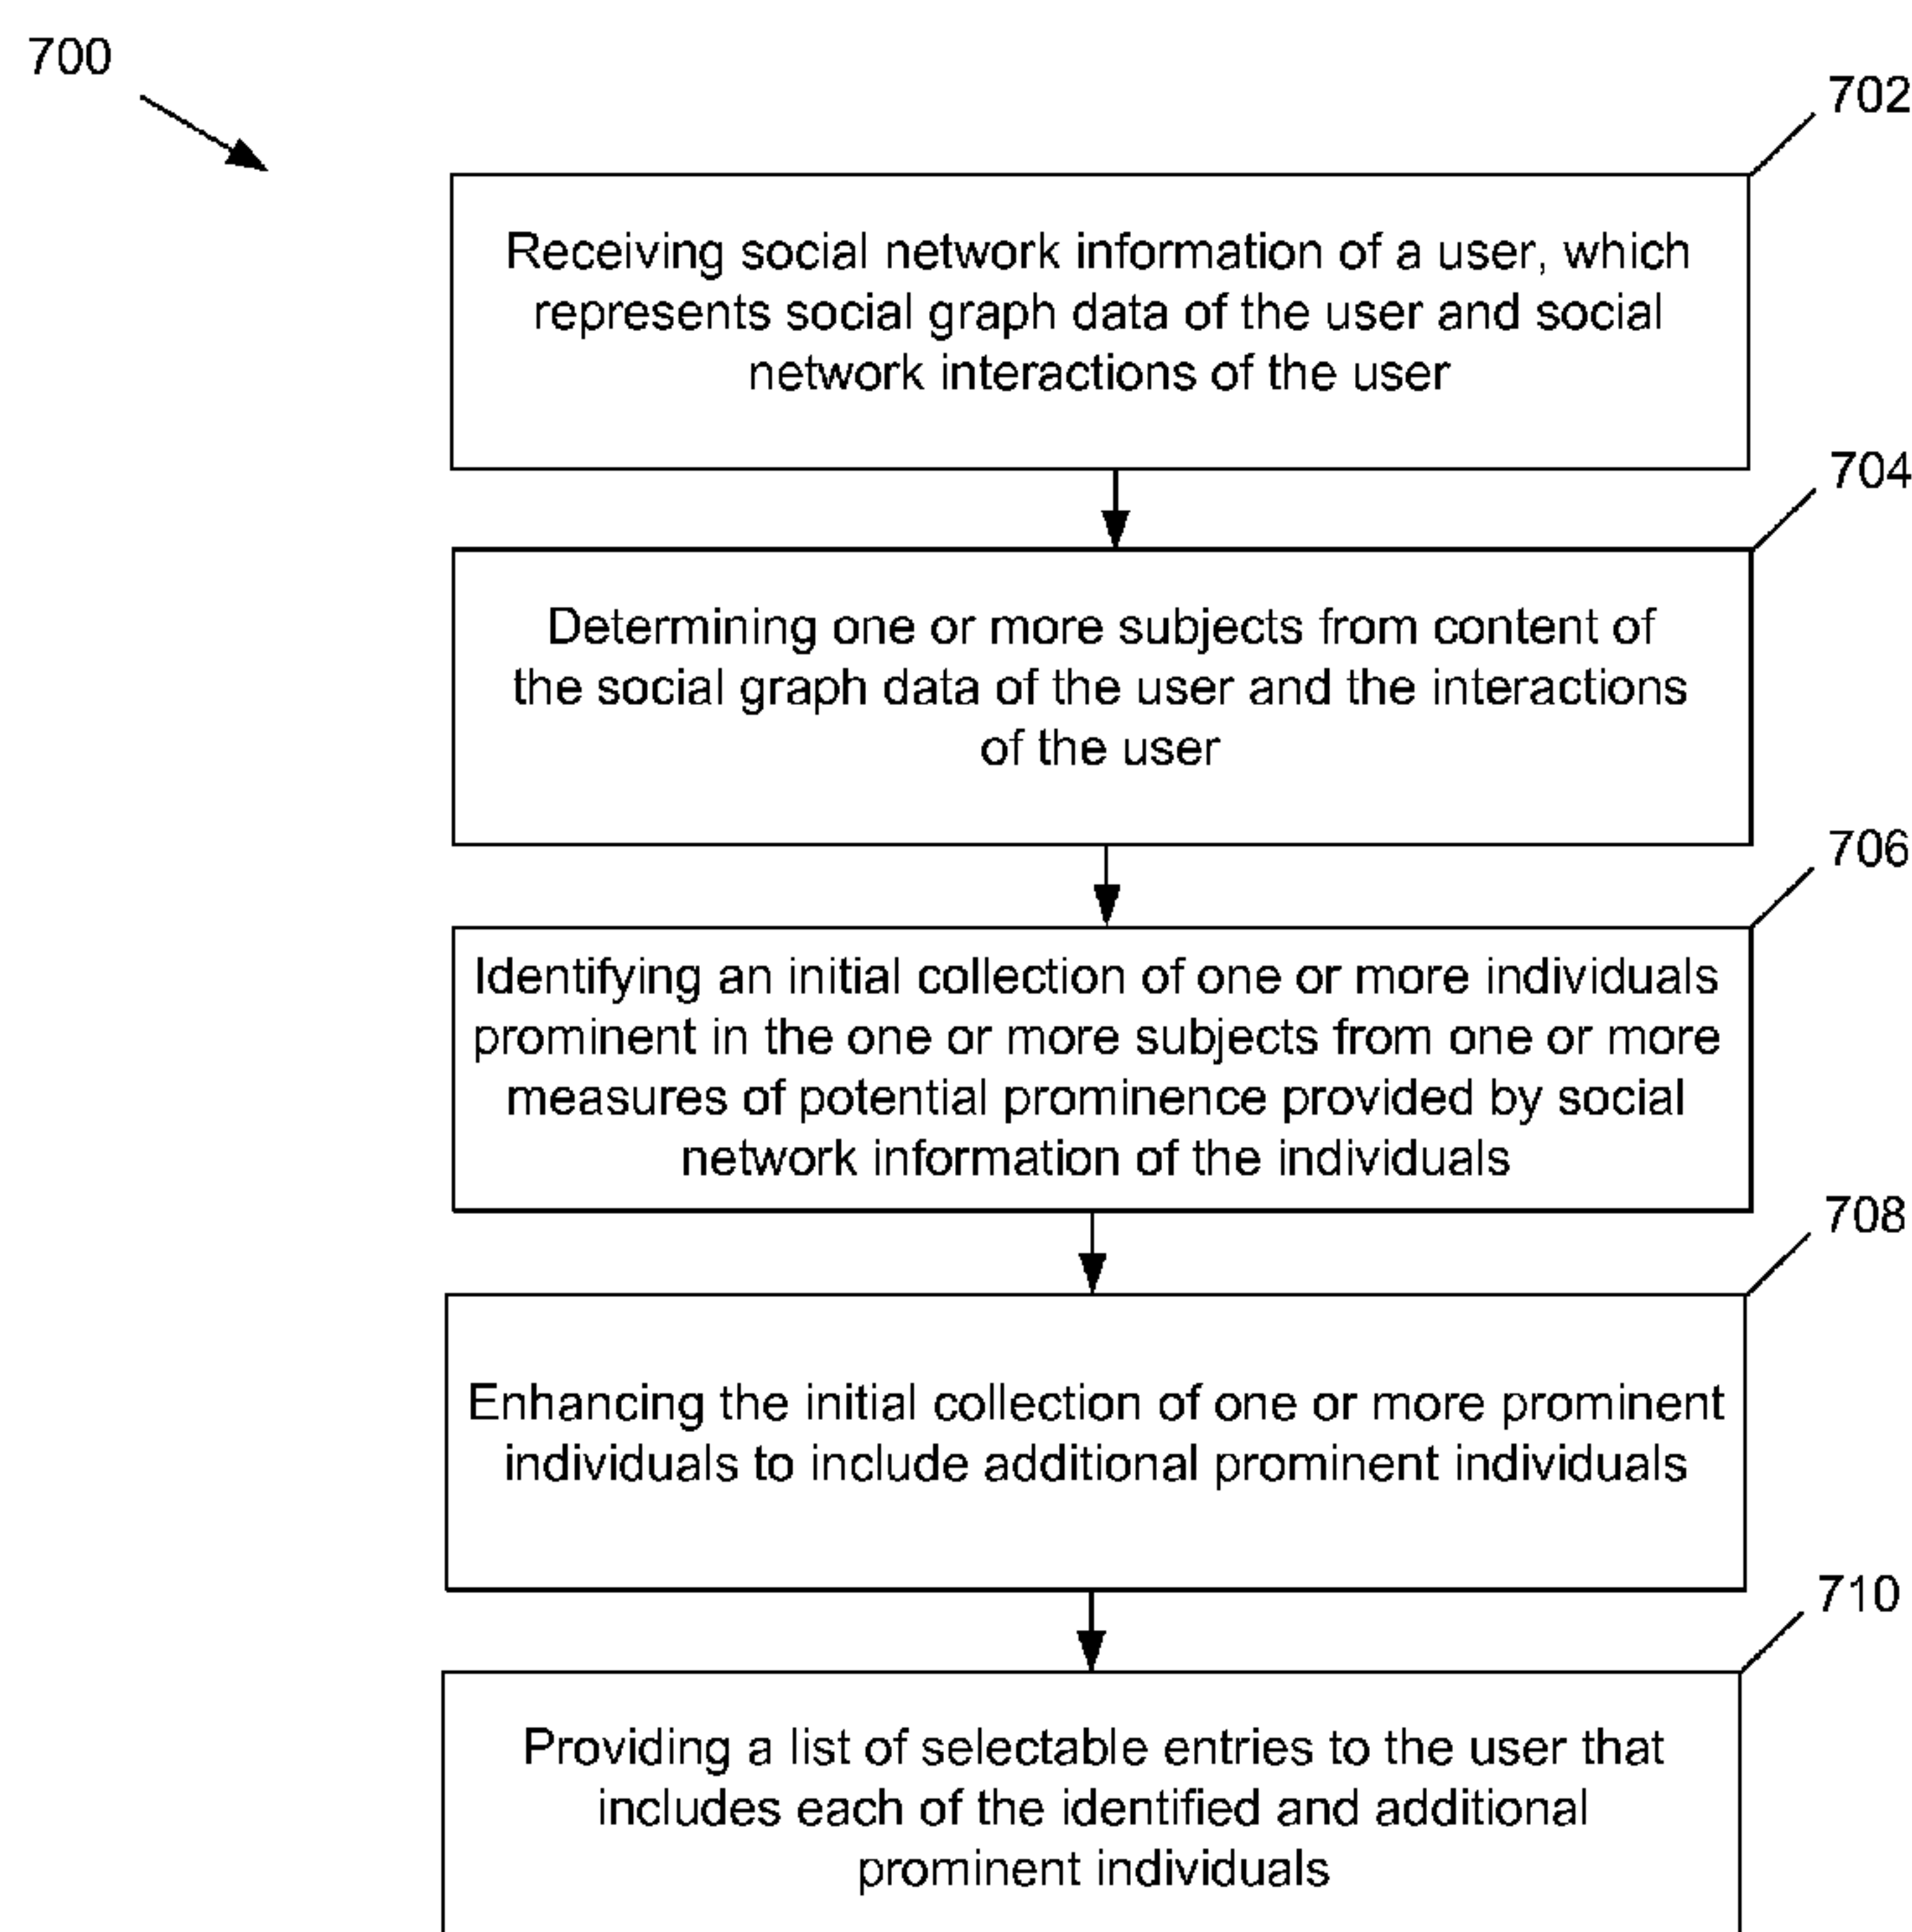 700
702
Receiving social network information of a user, which
represents social graph data of the user and social
network interactions of the user
704
Determining one or more subjects from content of
the social graph data of the user and the interactions
of the user
706
Identifying an initial collection of one or more individuals
prominent in the one or more subjects from one or more
measures of potential prominence provided by social
network information of the individuals
708
Enhancing the initial collection of one or more prominent
individuals to include additional prominent individuals
710
Providing a list of selectable entries to the user that
includes each of the identified and additional
prominent individuals